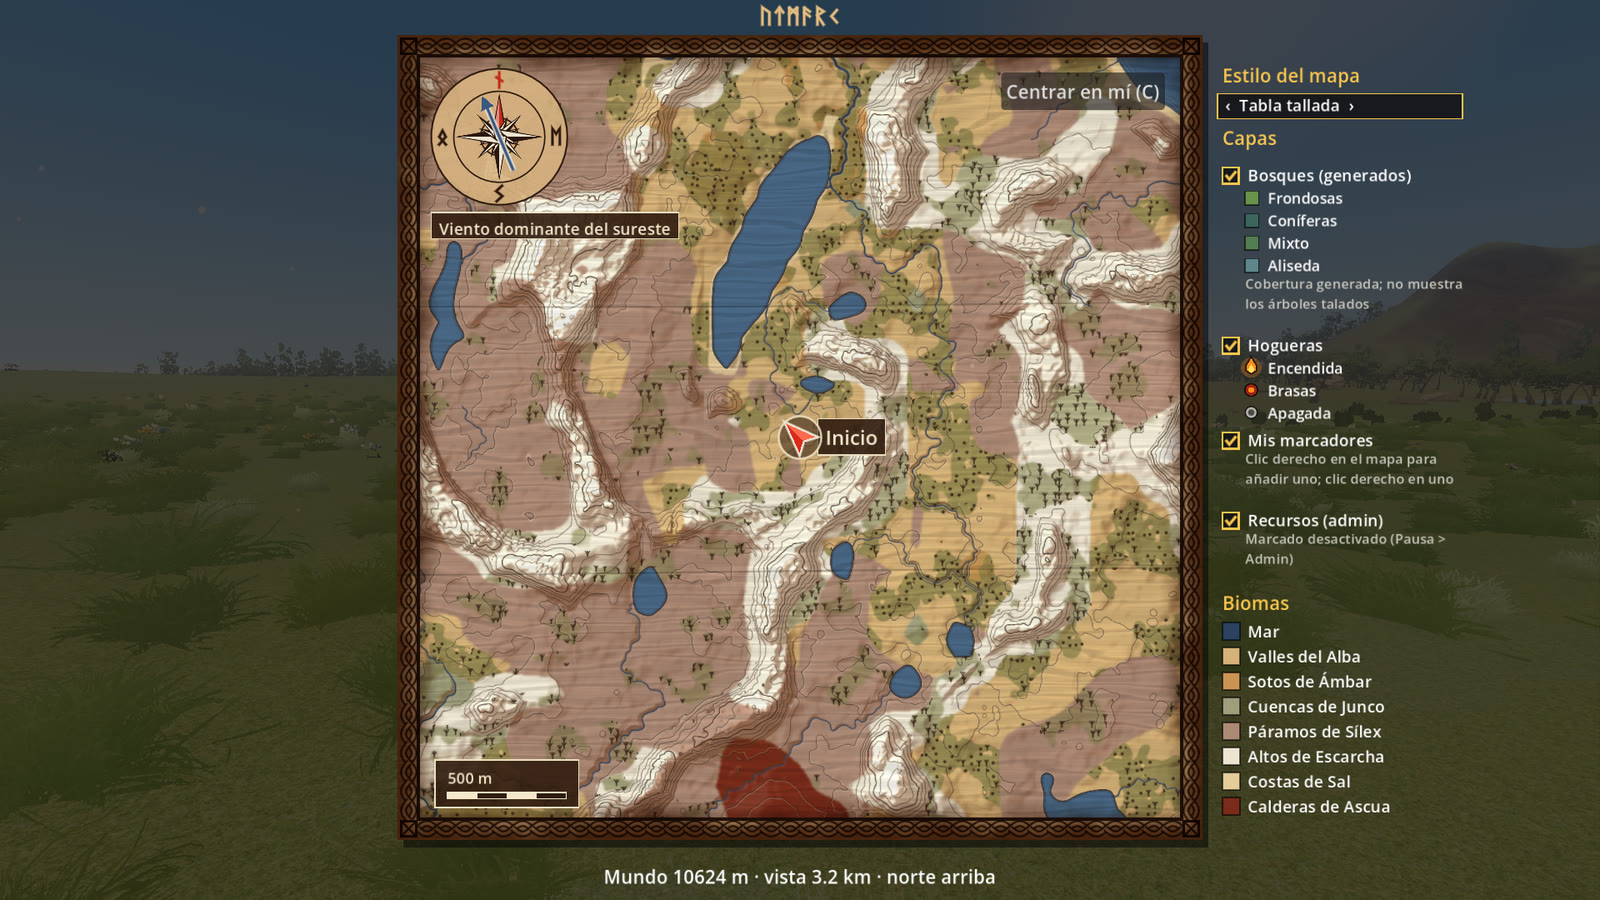 ᚢᛏᛖᚨᚱᚲ
Centrar en mí (C)
ᚾ
ᛟ
ᛖ
ᛊ
Viento dominante del sureste
Inicio
500 m
Mundo 10624 m · vista 3.2 km · norte arriba
Estilo del mapa
‹ Tabla tallada ›
Capas
Bosques (generados)
Frondosas
Coníferas
Mixto
Aliseda
Cobertura generada; no muestra
los árboles talados
Hogueras
Encendida
Brasas
Apagada
Mis marcadores
Clic derecho en el mapa para
añadir uno; clic derecho en uno
Recursos (admin)
Marcado desactivado (Pausa >
Admin)
Biomas
Mar
Valles del Alba
Sotos de Ámbar
Cuencas de Junco
Páramos de Sílex
Altos de Escarcha
Costas de Sal
Calderas de Ascua